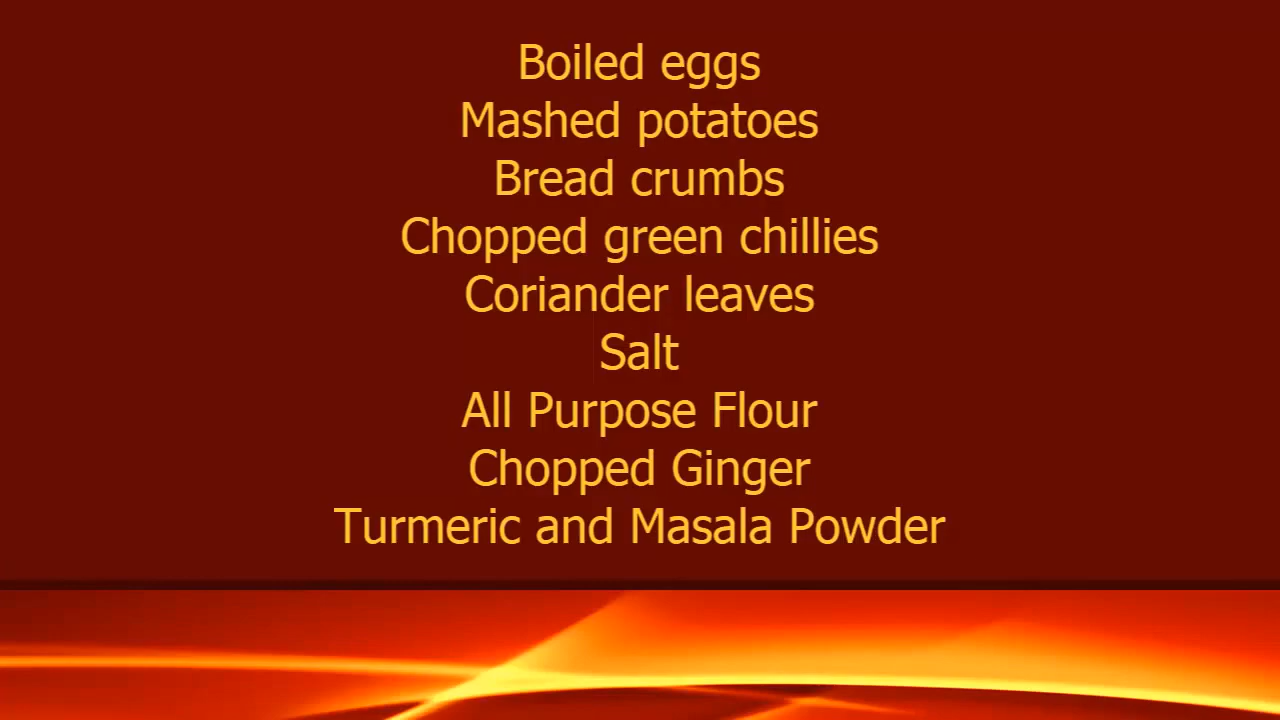 Boiled eggs
Mashed potatoes
Bread crumbs
Chopped green chillies
Coriander leaves
Salt
All Purpose Flour
Chopped Ginger
Turmeric and Masala Powder